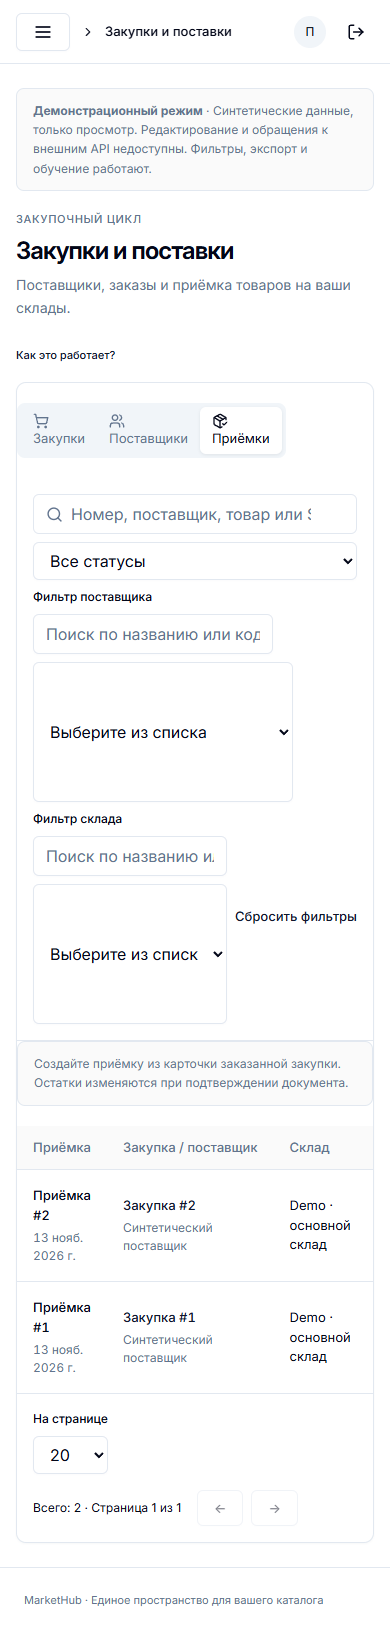 Закупки и поставки
П
Демонстрационный режим · Синтетические данные,
только просмотр. Редактирование и обращения к
внешним API недоступны. Фильтры, экспорт и
обучение работают.
ЗАКУПОЧНЫЙ ЦИКЛ
Закупки и поставки
Поставщики, заказы и приёмка товаров на ваши
склады.
Как это работает?
Закупки
Поставщики
Приёмки
Номер, поставщик, товар или
Все статусы
Фильтр поставщика
Поиск по названию или код
Выберите из списка
Фильтр склада
Поиск по названию и
Выберите из списк
Сбросить фильтры
Создайте приёмку из карточки заказанной закупки.
Остатки изменяются при подтверждении документа.
Приёмка Закупка / поставщик Склад
Приёмка
#2
13 нояб.
2026 г.
Закупка #2
Синтетический
поставщик
Demo ·
основной
склад
Приёмка
#1
13 нояб.
2026 г.
Закупка #1
Синтетический
поставщик
Demo ·
основной
склад
На странице
20
Всего: 2 · Страница 1 из 1 ← →
MarketHub · Единое пространство для вашего каталога